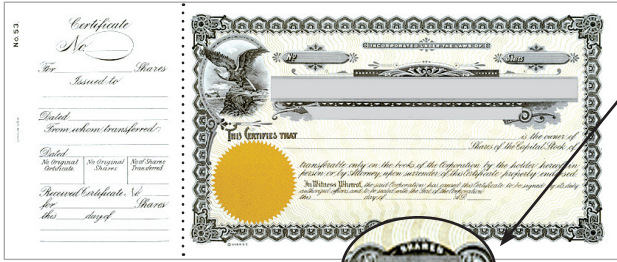 No. 53.
Certificate
No.
For Shares
Issued to
Dated
From whom transferred
Dated
No Original Certificate
No Original Shares
No of Shares Transferred
Received Certificate No
for Shares
this day of
INCORPORATED UNDER THE LAWS OF
No
Shares
THIS CERTIFIES THAT
is the owner of
Shares of the Capital Stock of
transferable only on the books of the Corporation by the holder hereof in
person or by Attorney upon surrender of this Certificate properly endorsed.
In Witness Whereof, the said Corporation has caused this Certificate to be signed by its duly
authorized officers and to be sealed with the Seal of the Corporation
this day of
SHARES